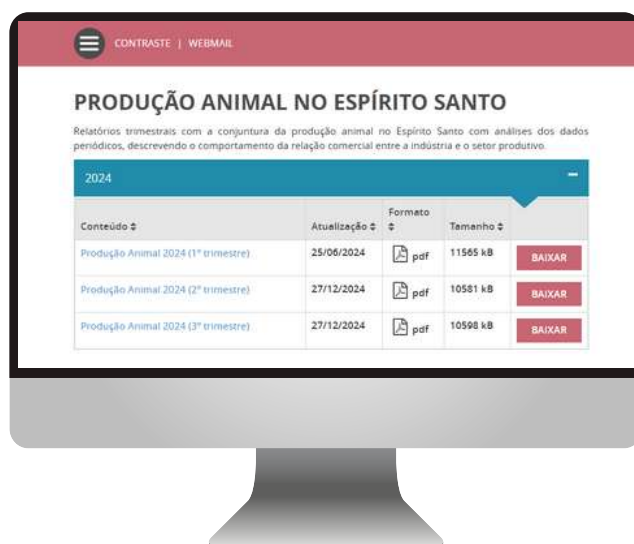 CONTRASTE | WEBMAIL
PRODUÇÃO ANIMAL NO ESPÍRITO SANTO
Relatórios trimestrais com a conjuntura da produção animal no Espírito Santo com análises dos dados
periódicos, descrevendo o comportamento da relação comercial entre a indústria e o setor produtivo.
2024
Conteúdo Atualização Formato Tamanho
Produção Animal 2024 (1º trimestre) 25/06/2024 pdf 11565 kB BAIXAR
Produção Animal 2024 (2º trimestre) 27/12/2024 pdf 10581 kB BAIXAR
Produção Animal 2024 (3º trimestre) 27/12/2024 pdf 10598 kB BAIXAR